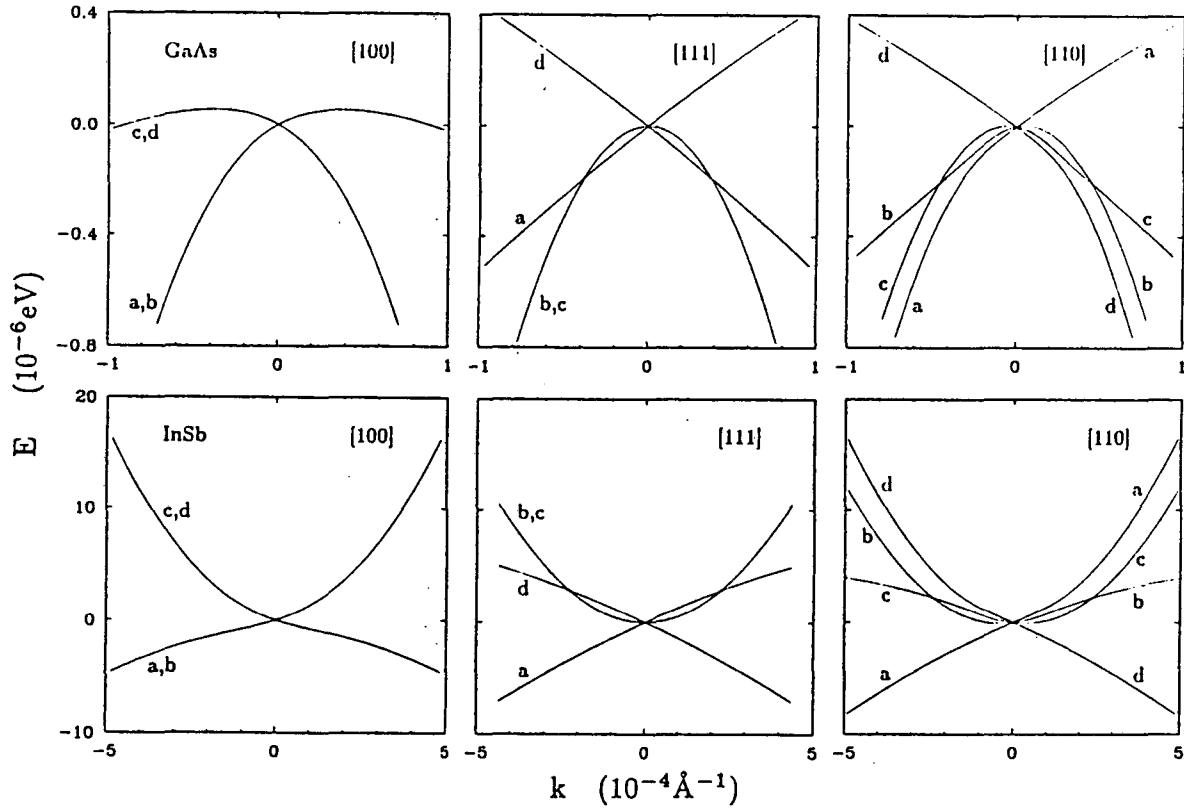 0.4
GaAs [100]
[111]
[110]
d
d
a
0.0
c,d
a
b
c
-0.4
a,b
b,c
c
a
d
b
-0.8
-1 0 1
-1 0 1
-1 0 1
E (10⁻⁶eV)
20
InSb [100]
[111]
[110]
d
a
c,d
b,c
b
c
10
d
c
b
0
a,b
a
a
d
-10
-5 0 5
-5 0 5
-5 0 5
k (10⁻⁴Å⁻¹)